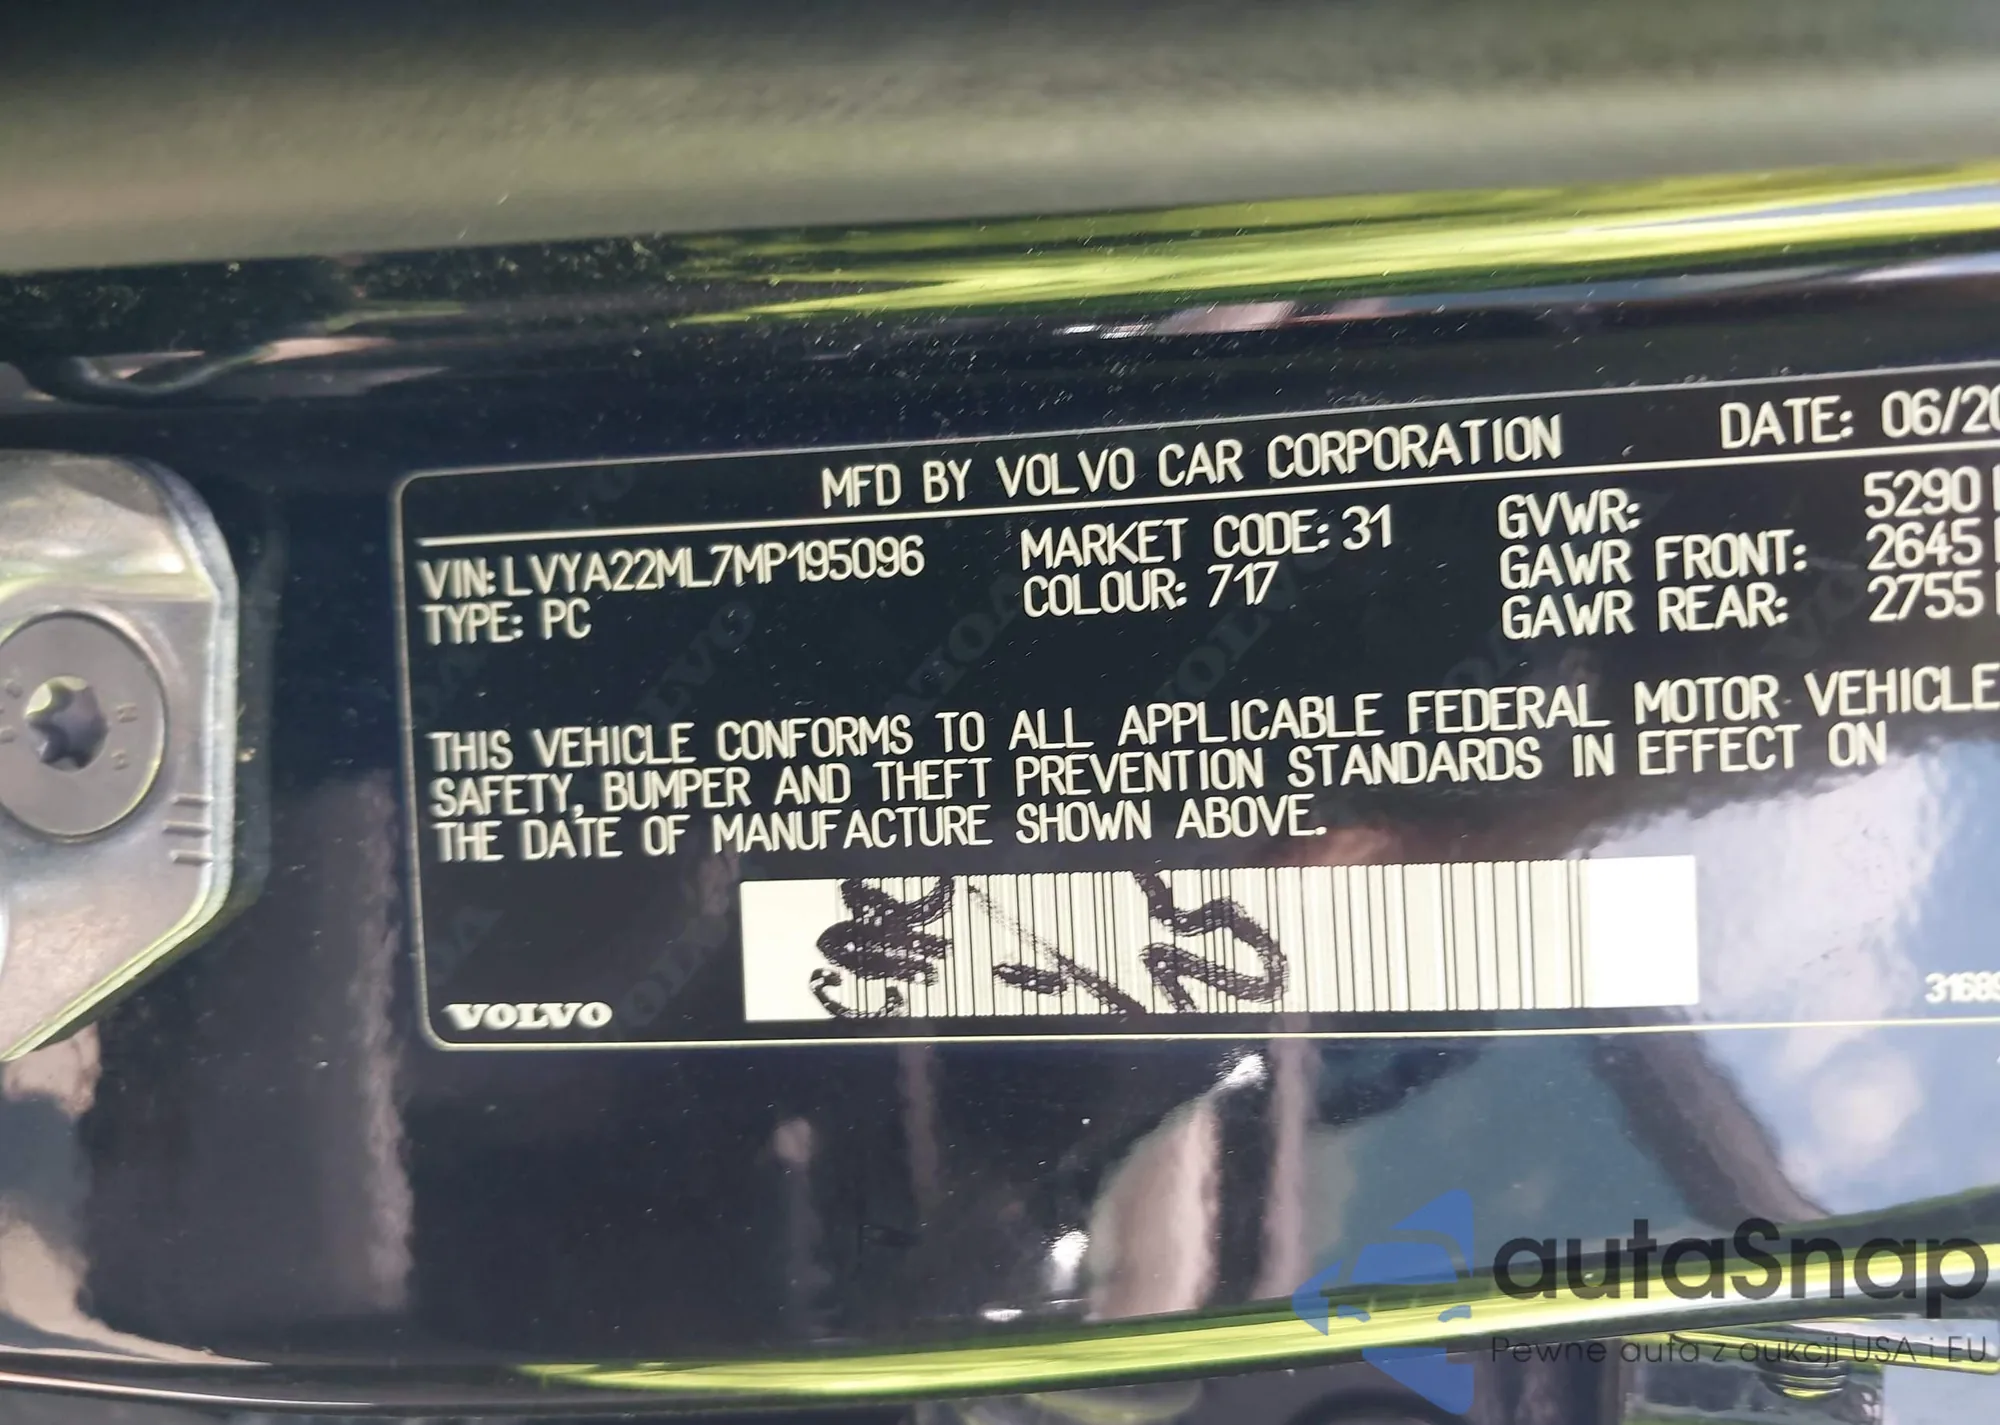 MFD BY VOLVO CAR CORPORATION DATE: 06/20
VIN: LVYA22ML7MP195096 MARKET CODE: 31 GVWR: 5290
TYPE: PC COLOUR: 717 GAWR FRONT: 2645
GAWR REAR: 2755
THIS VEHICLE CONFORMS TO ALL APPLICABLE FEDERAL MOTOR VEHICLE
SAFETY, BUMPER AND THEFT PREVENTION STANDARDS IN EFFECT ON
THE DATE OF MANUFACTURE SHOWN ABOVE.
VOLVO
3168
autaSnap
Pewne auta z aukcji USA i EU